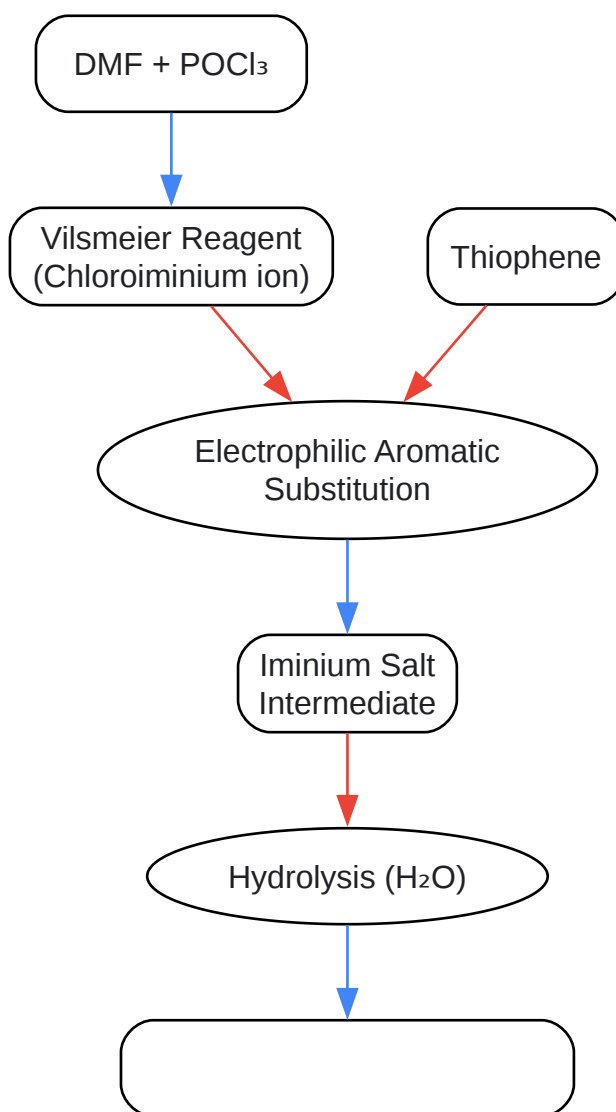 DMF + POCl₃
Vilsmeier Reagent
(Chloroiminium ion)
Thiophene
Electrophilic Aromatic
Substitution
Iminium Salt
Intermediate
Hydrolysis (H₂O)